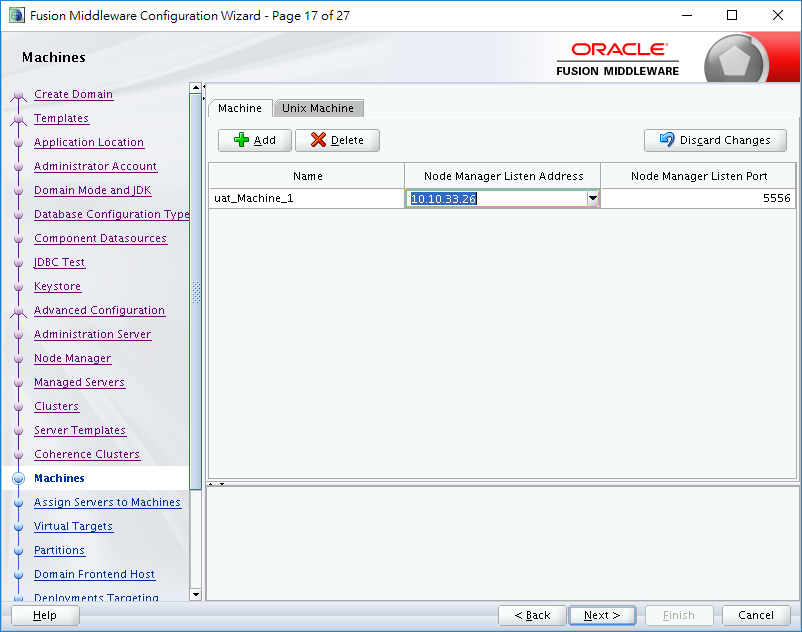 Fusion Middleware Configuration Wizard - Page 17 of 27
Machines
ORACLE
FUSION MIDDLEWARE
Create Domain
Templates
Application Location
Administrator Account
Domain Mode and JDK
Database Configuration Type
Component Datasources
JDBC Test
Keystore
Advanced Configuration
Administration Server
Node Manager
Managed Servers
Clusters
Server Templates
Coherence Clusters
Machines
Assign Servers to Machines
Virtual Targets
Partitions
Domain Frontend Host
Deployments Targeting
Machine Unix Machine
Add Delete Discard Changes
Name Node Manager Listen Address Node Manager Listen Port
uat_Machine_1 10.10.33.26 5556
Help < Back Next > Finish Cancel